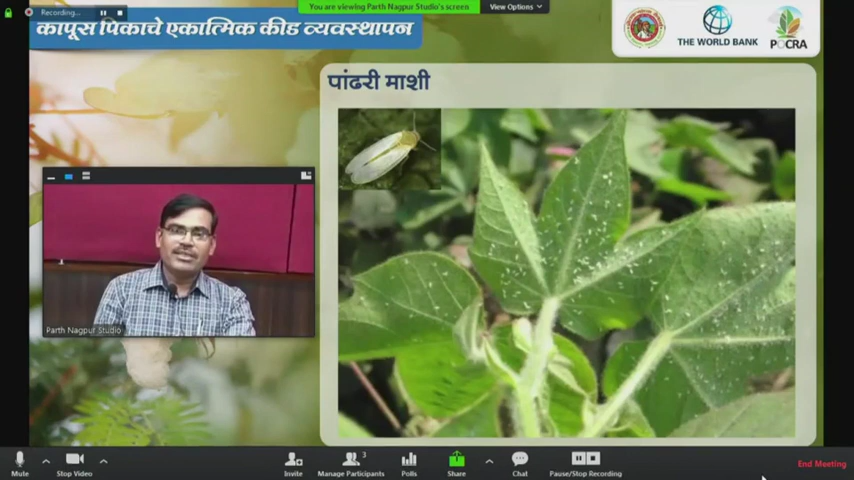 Recording...
You are viewing Parth Nagpur Studio's screen
View Options
कापूस पिकाचे एकात्मिक कीड व्यवस्थापन
THE WORLD BANK
POCRA
पांढरी माशी
Parth Nagpur Studio
Mute
Stop Video
Invite
Manage Participants
3
Polls
Share
Chat
Pause/Stop Recording
End Meeting